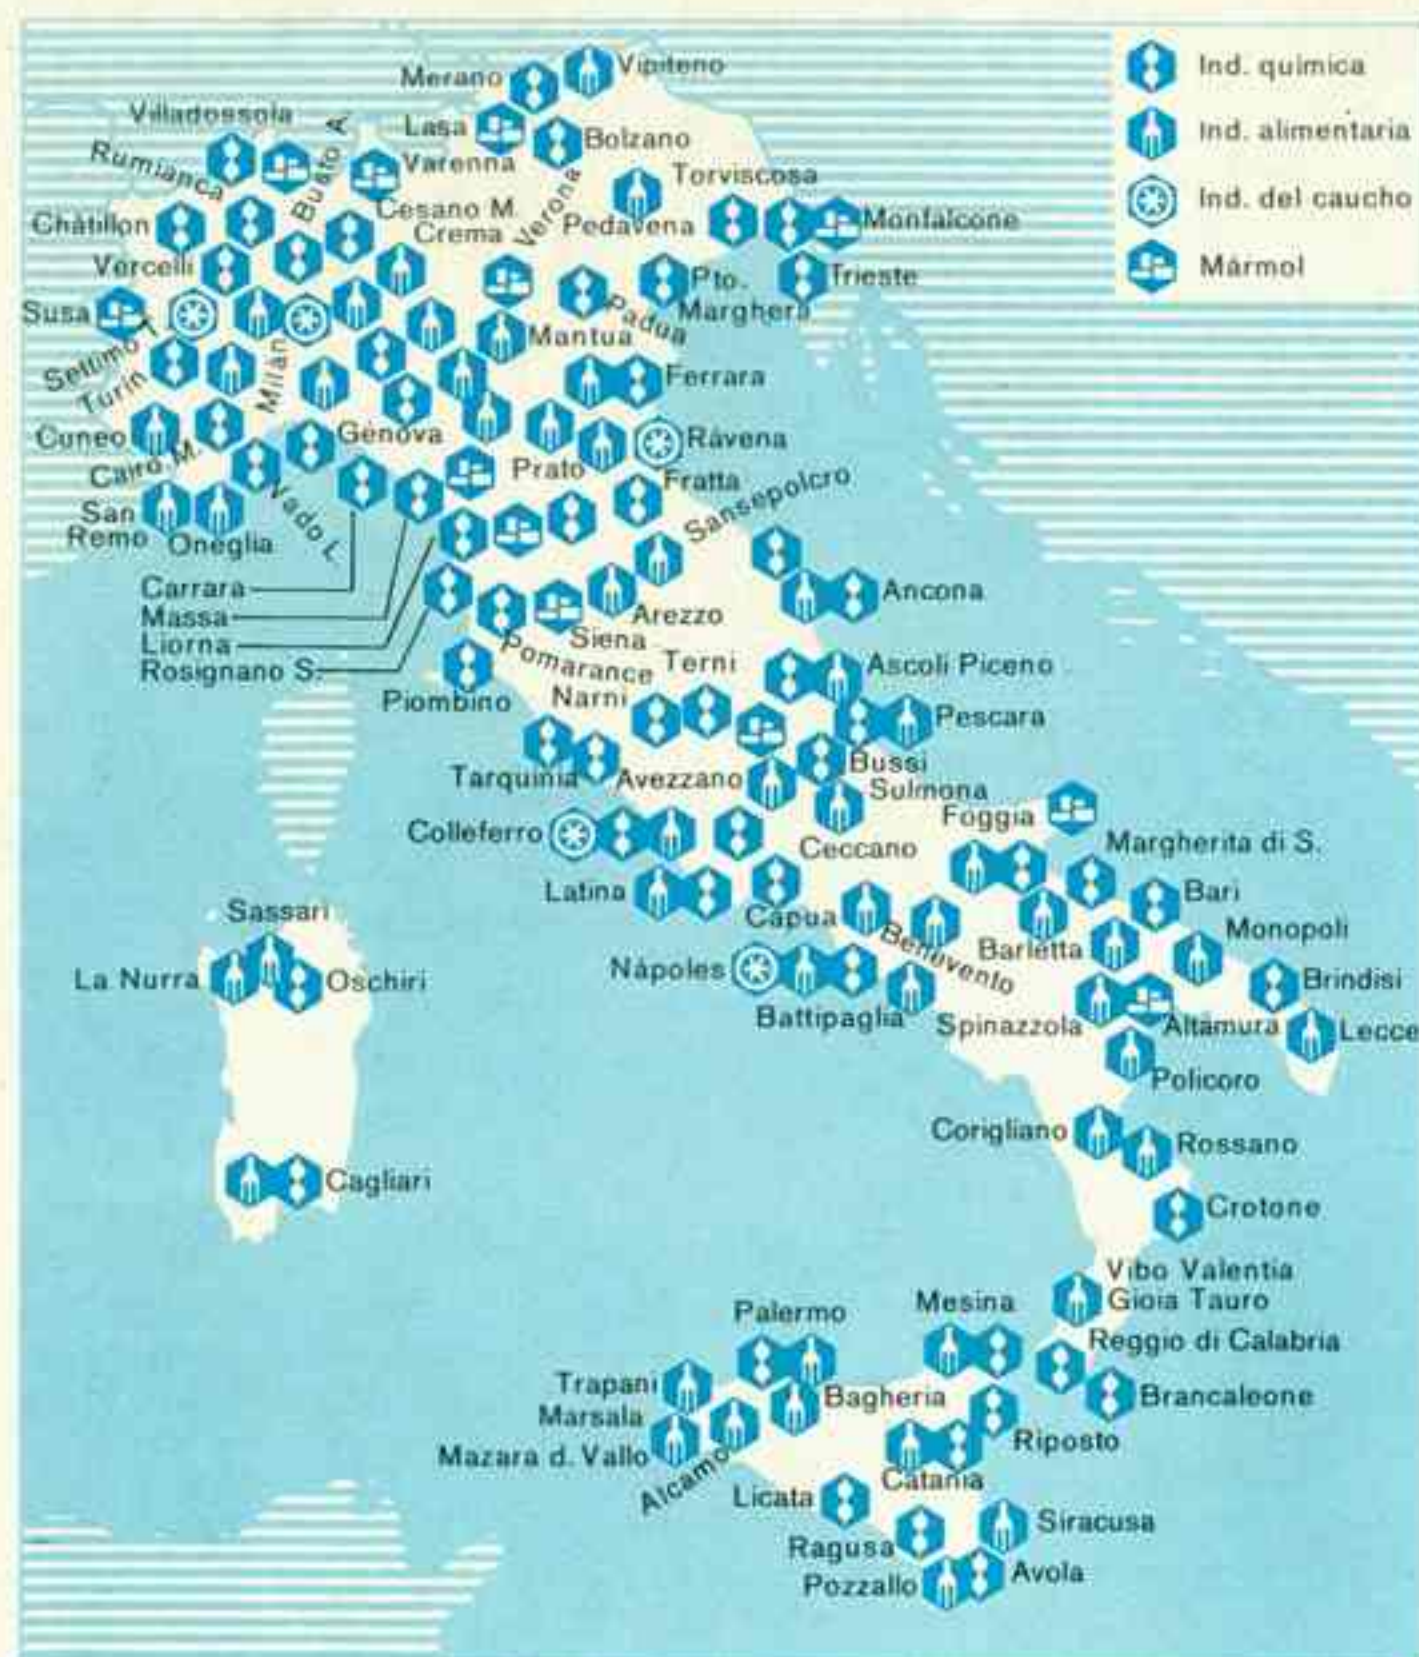 Ind. química
Ind. alimentaria
Ind. del caucho
Mármol
Merano
Vipiteno
Villadossola
Lasa
Bolzano
Rumianca
Busto A.
Varenna
Verona
Torviscosa
Châtillon
Cesano M.
Crema
Pedavena
Monfalcone
Vercelli
Pto.
Marghera
Trieste
Susa
Padua
Settimo T.
Mantua
Turín
Milán
Ferrara
Cuneo
Génova
Rávena
Cairo M.
Prato
Fratta
Sansepolcro
San
Remo
Oneglia
Vado L.
Carrara
Massa
Liorna
Rosignano S.
Arezzo
Siena
Ancona
Pomarance
Terni
Ascoli Piceno
Piombino
Narni
Pescara
Tarquinia
Avezzano
Bussi
Sulmona
Foggia
Colleferro
Ceccano
Margherita di S.
Latina
Bari
Cápua
Benevento
Barletta
Monopoli
Sassari
La Nurra
Oschiri
Nápoles
Brindisi
Battipaglia
Spinazzola
Altamura
Lecce
Policoro
Corigliano
Rossano
Cagliari
Crotone
Vibo Valentia
Gioia Tauro
Palermo
Mesina
Reggio di Calabria
Trapani
Bagheria
Brancaleone
Marsala
Riposto
Mazara d. Vallo
Alcamo
Catania
Licata
Siracusa
Ragusa
Pozzallo
Avola